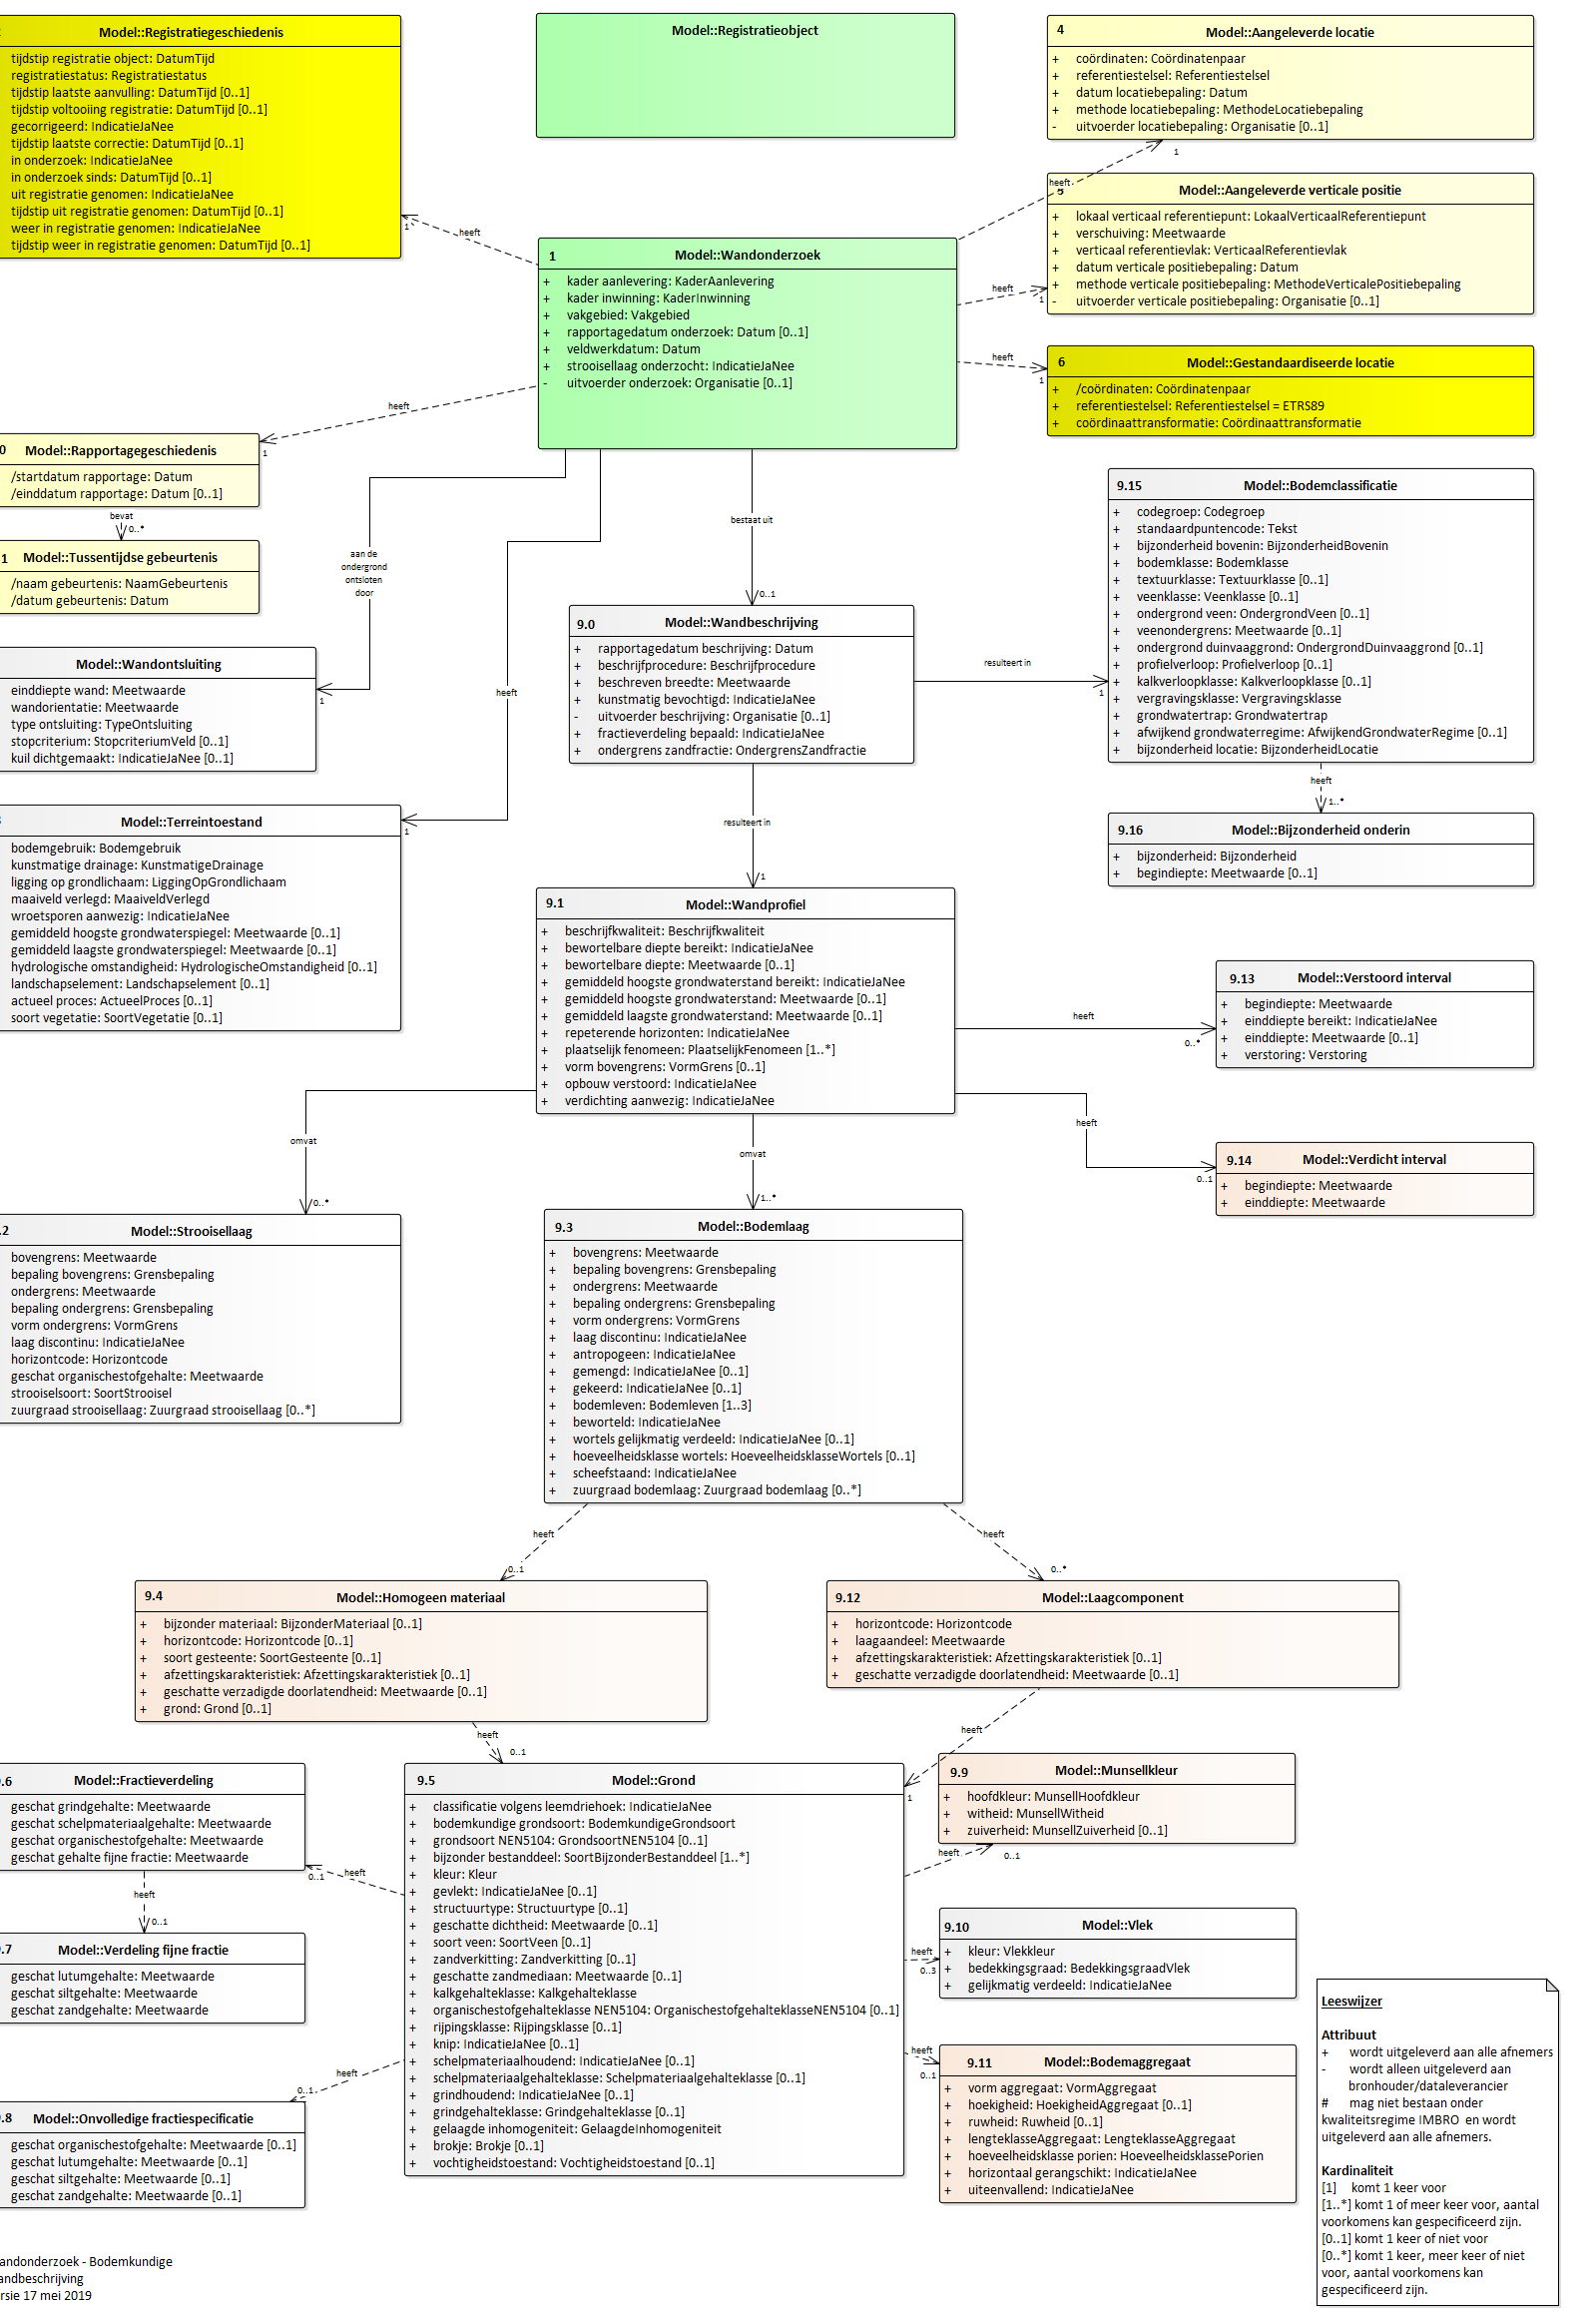 Model::Registratiegeschiedenis
tijdstip registratie object: DatumTijd
registratiestatus: Registratiestatus
tijdstip laatste aanvulling: DatumTijd [0..1]
tijdstip voltooiing registratie: DatumTijd [0..1]
gecorrigeerd: IndicatieJaNee
tijdstip laatste correctie: DatumTijd [0..1]
in onderzoek: IndicatieJaNee
in onderzoek sinds: DatumTijd [0..1]
uit registratie genomen: IndicatieJaNee
tijdstip uit registratie genomen: DatumTijd [0..1]
weer in registratie genomen: IndicatieJaNee
tijdstip weer in registratie genomen: DatumTijd [0..1]
Model::Registratieobject
4 Model::Aangeleverde locatie
+ coördinaten: Coördinatenpaar
+ referentiestelsel: Referentiestelsel
+ datum locatiebepaling: Datum
+ methode locatiebepaling: MethodeLocatiebepaling
- uitvoerder locatiebepaling: Organisatie [0..1]
1
heeft
5 Model::Aangeleverde verticale positie
+ lokaal verticaal referentiepunt: LokaalVerticaalReferentiepunt
+ verschuiving: Meetwaarde
+ verticaal referentievlak: VerticaalReferentievlak
+ datum verticale positiebepaling: Datum
+ methode verticale positiebepaling: MethodeVerticalePositiebepaling
- uitvoerder verticale positiebepaling: Organisatie [0..1]
heeft
1
1
heeft
1 Model::Wandonderzoek
+ kader aanlevering: KaderAanlevering
+ kader inwinning: KaderInwinning
+ vakgebied: Vakgebied
+ rapportagedatum onderzoek: Datum [0..1]
+ veldwerkdatum: Datum
+ strooisellaag onderzocht: IndicatieJaNee
- uitvoerder onderzoek: Organisatie [0..1]
heeft
1
6 Model::Gestandaardiseerde locatie
+ /coördinaten: Coördinatenpaar
+ referentiestelsel: Referentiestelsel = ETRS89
+ coördinaattransformatie: Coördinaattransformatie
heeft
1
0 Model::Rapportagegeschiedenis
/startdatum rapportage: Datum
/einddatum rapportage: Datum [0..1]
bevat
0..*
1 Model::Tussentijdse gebeurtenis
/naam gebeurtenis: NaamGebeurtenis
/datum gebeurtenis: Datum
aan de
ondergrond
ontsloten
door
1
Model::Wandontsluiting
einddiepte wand: Meetwaarde
wandorientatie: Meetwaarde
type ontsluiting: TypeOntsluiting
stopcriterium: StopcriteriumVeld [0..1]
kuil dichtgemaakt: IndicatieJaNee [0..1]
heeft
1
Model::Terreintoestand
bodemgebruik: Bodemgebruik
kunstmatige drainage: KunstmatigeDrainage
ligging op grondlichaam: LiggingOpGrondlichaam
maaiveld verlegd: MaaiveldVerlegd
wroetsporen aanwezig: IndicatieJaNee
gemiddeld hoogste grondwaterspiegel: Meetwaarde [0..1]
gemiddeld laagste grondwaterspiegel: Meetwaarde [0..1]
hydrologische omstandigheid: HydrologischeOmstandigheid [0..1]
landschapselement: Landschapselement [0..1]
actueel proces: ActueelProces [0..1]
soort vegetatie: SoortVegetatie [0..1]
bestaat uit
0..1
9.0 Model::Wandbeschrijving
+ rapportagedatum beschrijving: Datum
+ beschrijfprocedure: Beschrijfprocedure
+ beschreven breedte: Meetwaarde
+ kunstmatig bevochtigd: IndicatieJaNee
- uitvoerder beschrijving: Organisatie [0..1]
+ fractieverdeling bepaald: IndicatieJaNee
+ ondergrens zandfractie: OndergrensZandfractie
resulteert in
1
9.15 Model::Bodemclassificatie
+ codegroep: Codegroep
+ standaardpuntencode: Tekst
+ bijzonderheid bovenin: BijzonderheidBovenin
+ bodemklasse: Bodemklasse
+ textuurklasse: Textuurklasse [0..1]
+ veenklasse: Veenklasse [0..1]
+ ondergrond veen: OndergrondVeen [0..1]
+ veenondergrens: Meetwaarde [0..1]
+ ondergrond duinvaaggrond: OndergrondDuinvaaggrond [0..1]
+ profielverloop: Profielverloop [0..1]
+ kalkverloopklasse: Kalkverloopklasse [0..1]
+ vergravingsklasse: Vergravingsklasse
+ grondwatertrap: Grondwatertrap
+ afwijkend grondwaterregime: AfwijkendGrondwaterRegime [0..1]
+ bijzonderheid locatie: BijzonderheidLocatie
heeft
1..*
9.16 Model::Bijzonderheid onderin
+ bijzonderheid: Bijzonderheid
+ begindiepte: Meetwaarde [0..1]
resulteert in
1
9.1 Model::Wandprofiel
+ beschrijfkwaliteit: Beschrijfkwaliteit
+ bewortelbare diepte bereikt: IndicatieJaNee
+ bewortelbare diepte: Meetwaarde [0..1]
+ gemiddeld hoogste grondwaterstand bereikt: IndicatieJaNee
+ gemiddeld hoogste grondwaterstand: Meetwaarde [0..1]
+ gemiddeld laagste grondwaterstand: Meetwaarde [0..1]
+ repeterende horizonten: IndicatieJaNee
+ plaatselijk fenomeen: PlaatselijkFenomeen [1..*]
+ vorm bovengrens: VormGrens [0..1]
+ opbouw verstoord: IndicatieJaNee
+ verdichting aanwezig: IndicatieJaNee
heeft
0..*
9.13 Model::Verstoord interval
+ begindiepte: Meetwaarde
+ einddiepte bereikt: IndicatieJaNee
+ einddiepte: Meetwaarde [0..1]
+ verstoring: Verstoring
heeft
0..1
9.14 Model::Verdicht interval
+ begindiepte: Meetwaarde
+ einddiepte: Meetwaarde
omvat
0..*
.2 Model::Strooisellaag
bovengrens: Meetwaarde
bepaling bovengrens: Grensbepaling
ondergrens: Meetwaarde
bepaling ondergrens: Grensbepaling
vorm ondergrens: VormGrens
laag discontinu: IndicatieJaNee
horizontcode: Horizontcode
geschat organischestofgehalte: Meetwaarde
strooiselsoort: SoortStrooisel
zuurgraad strooisellaag: Zuurgraad strooisellaag [0..*]
omvat
1..*
9.3 Model::Bodemlaag
+ bovengrens: Meetwaarde
+ bepaling bovengrens: Grensbepaling
+ ondergrens: Meetwaarde
+ bepaling ondergrens: Grensbepaling
+ vorm ondergrens: VormGrens
+ laag discontinu: IndicatieJaNee
+ antropogeen: IndicatieJaNee
+ gemengd: IndicatieJaNee [0..1]
+ gekeerd: IndicatieJaNee [0..1]
+ bodemleven: Bodemleven [1..3]
+ beworteld: IndicatieJaNee
+ wortels gelijkmatig verdeeld: IndicatieJaNee [0..1]
+ hoeveelheidsklasse wortels: HoeveelheidsklasseWortels [0..1]
+ scheefstaand: IndicatieJaNee
+ zuurgraad bodemlaag: Zuurgraad bodemlaag [0..*]
heeft
0..1
heeft
0..*
9.4 Model::Homogeen materiaal
+ bijzonder materiaal: BijzonderMateriaal [0..1]
+ horizontcode: Horizontcode [0..1]
+ soort gesteente: SoortGesteente [0..1]
+ afzettingskarakteristiek: Afzettingskarakteristiek [0..1]
+ geschatte verzadigde doorlatendheid: Meetwaarde [0..1]
+ grond: Grond [0..1]
9.12 Model::Laagcomponent
+ horizontcode: Horizontcode
+ laagaandeel: Meetwaarde
+ afzettingskarakteristiek: Afzettingskarakteristiek [0..1]
+ geschatte verzadigde doorlatendheid: Meetwaarde [0..1]
heeft
0..1
heeft
1
.6 Model::Fractieverdeling
geschat grindgehalte: Meetwaarde
geschat schelpmateriaalgehalte: Meetwaarde
geschat organischestofgehalte: Meetwaarde
geschat gehalte fijne fractie: Meetwaarde
heeft
0..1
heeft
0..1
.7 Model::Verdeling fijne fractie
geschat lutumgehalte: Meetwaarde
geschat siltgehalte: Meetwaarde
geschat zandgehalte: Meetwaarde
heeft
0..1
.8 Model::Onvolledige fractiespecificatie
geschat organischestofgehalte: Meetwaarde [0..1]
geschat lutumgehalte: Meetwaarde [0..1]
geschat siltgehalte: Meetwaarde [0..1]
geschat zandgehalte: Meetwaarde [0..1]
9.5 Model::Grond
+ classificatie volgens leemdriehoek: IndicatieJaNee
+ bodemkundige grondsoort: BodemkundigeGrondsoort
+ grondsoort NEN5104: GrondsoortNEN5104 [0..1]
+ bijzonder bestanddeel: SoortBijzonderBestanddeel [1..*]
+ kleur: Kleur
+ gevlekt: IndicatieJaNee [0..1]
+ structuurtype: Structuurtype [0..1]
+ geschatte dichtheid: Meetwaarde [0..1]
+ soort veen: SoortVeen [0..1]
+ zandverkitting: Zandverkitting [0..1]
+ geschatte zandmediaan: Meetwaarde [0..1]
+ kalkgehalteklasse: Kalkgehalteklasse
+ organischestofgehalteklasse NEN5104: OrganischestofgehalteklasseNEN5104 [0..1]
+ rijpingsklasse: Rijpingsklasse [0..1]
+ knip: IndicatieJaNee [0..1]
+ schelpmateriaalhoudend: IndicatieJaNee [0..1]
+ schelpmateriaalgehalteklasse: Schelpmateriaalgehalteklasse [0..1]
+ grindhoudend: IndicatieJaNee [0..1]
+ grindgehalteklasse: Grindgehalteklasse [0..1]
+ gelaagde inhomogeniteit: GelaagdeInhomogeniteit
+ brokje: Brokje [0..1]
+ vochtigheidstoestand: Vochtigheidstoestand [0..1]
9.9 Model::Munsellkleur
+ hoofdkleur: MunsellHoofdkleur
+ witheid: MunsellWitheid
+ zuiverheid: MunsellZuiverheid [0..1]
heeft
0..1
9.10 Model::Vlek
+ kleur: Vlekkleur
+ bedekkingsgraad: BedekkingsgraadVlek
+ gelijkmatig verdeeld: IndicatieJaNee
heeft
0..3
heeft
0..1
9.11 Model::Bodemaggregaat
+ vorm aggregaat: VormAggregaat
+ hoekigheid: HoekigheidAggregaat [0..1]
+ ruwheid: Ruwheid [0..1]
+ lengteklasseAggregaat: LengteklasseAggregaat
+ hoeveelheidsklasse porien: HoeveelheidsklassePorien
+ horizontaal gerangschikt: IndicatieJaNee
+ uiteenvallend: IndicatieJaNee
Leeswijzer
Attribuut
+ wordt uitgeleverd aan alle afnemers
- wordt alleen uitgeleverd aan
bronhouder/dataleverancier
# mag niet bestaan onder
kwaliteitsregime IMBRO en wordt
uitgeleverd aan alle afnemers.
Kardinaliteit
[1] komt 1 keer voor
[1..*] komt 1 of meer keer voor, aantal
voorkomens kan gespecificeerd zijn.
[0..1] komt 1 keer of niet voor
[0..*] komt 1 keer, meer keer of niet
voor, aantal voorkomens kan
gespecificeerd zijn.
andonderzoek - Bodemkundige
andbeschrijving
rsie 17 mei 2019